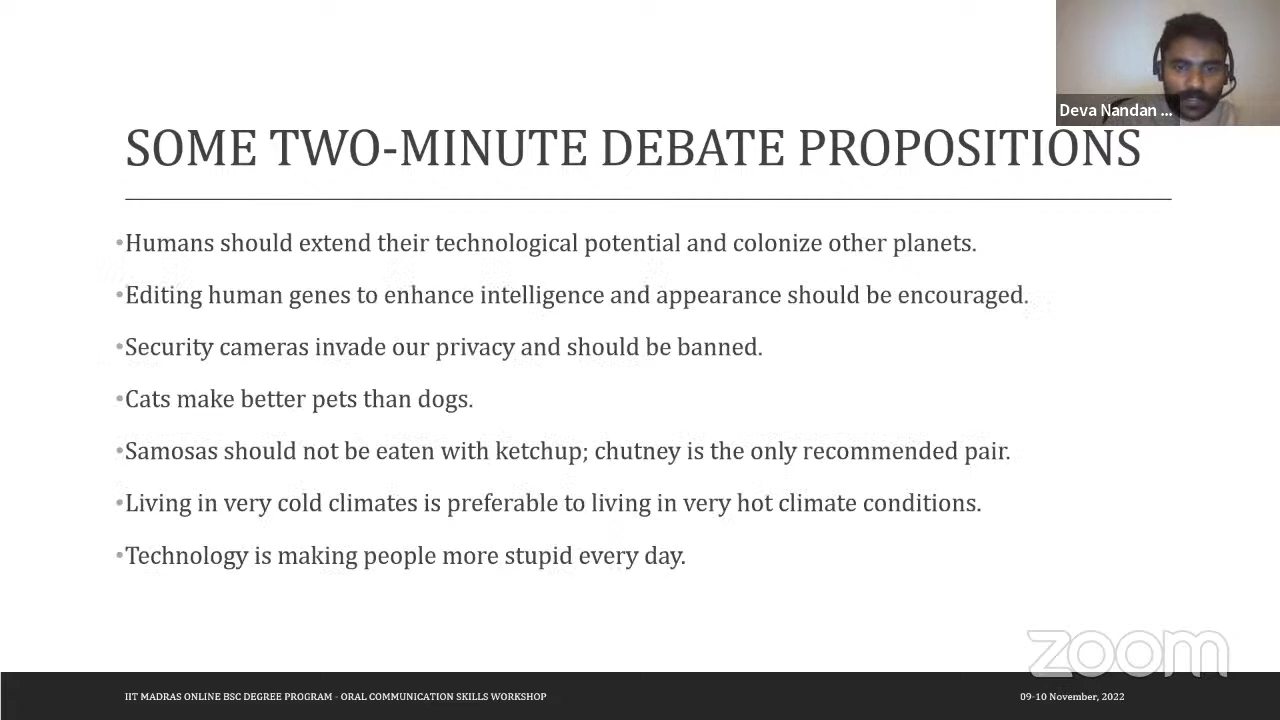 Deva Nandan ...
SOME TWO-MINUTE DEBATE PROPOSITIONS
•Humans should extend their technological potential and colonize other planets.
•Editing human genes to enhance intelligence and appearance should be encouraged.
•Security cameras invade our privacy and should be banned.
•Cats make better pets than dogs.
•Samosas should not be eaten with ketchup; chutney is the only recommended pair.
•Living in very cold climates is preferable to living in very hot climate conditions.
•Technology is making people more stupid every day.
zoom
IIT MADRAS ONLINE BSC DEGREE PROGRAM - ORAL COMMUNICATION SKILLS WORKSHOP
09-10 November, 2022